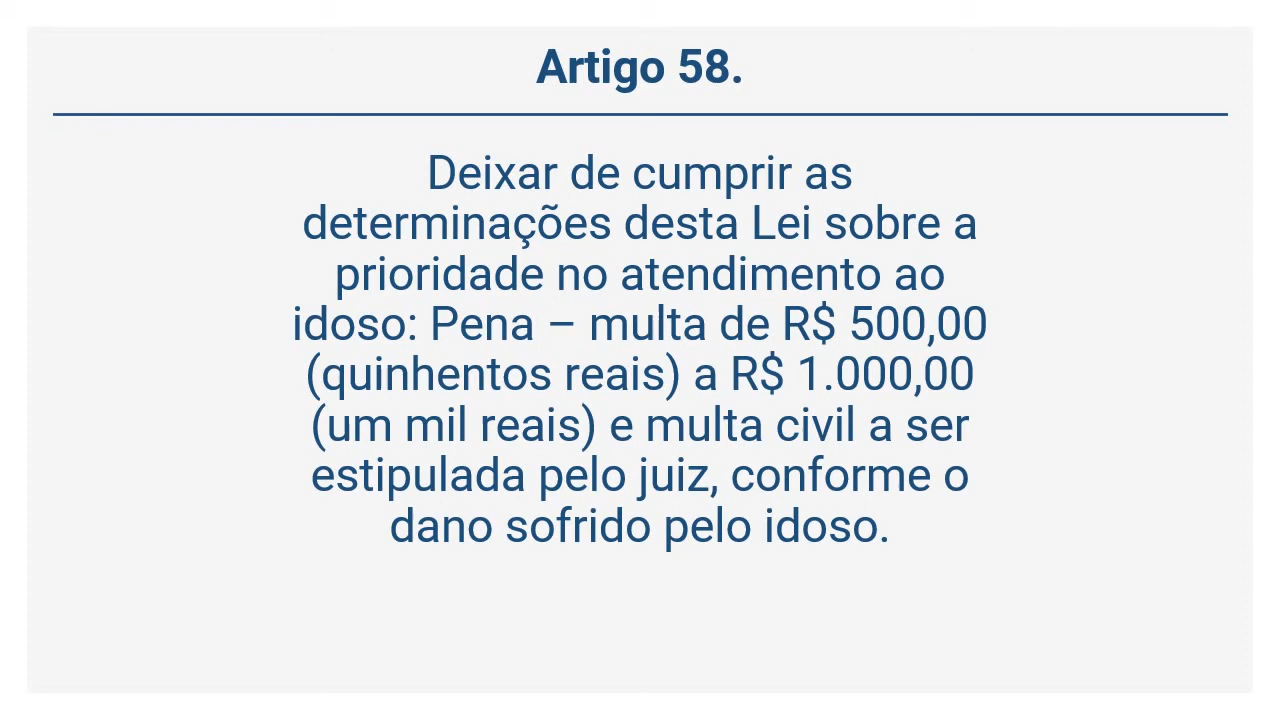 Artigo 58.
Deixar de cumprir as
determinações desta Lei sobre a
prioridade no atendimento ao
idoso: Pena – multa de R$ 500,00
(quinhentos reais) a R$ 1.000,00
(um mil reais) e multa civil a ser
estipulada pelo juiz, conforme o
dano sofrido pelo idoso.